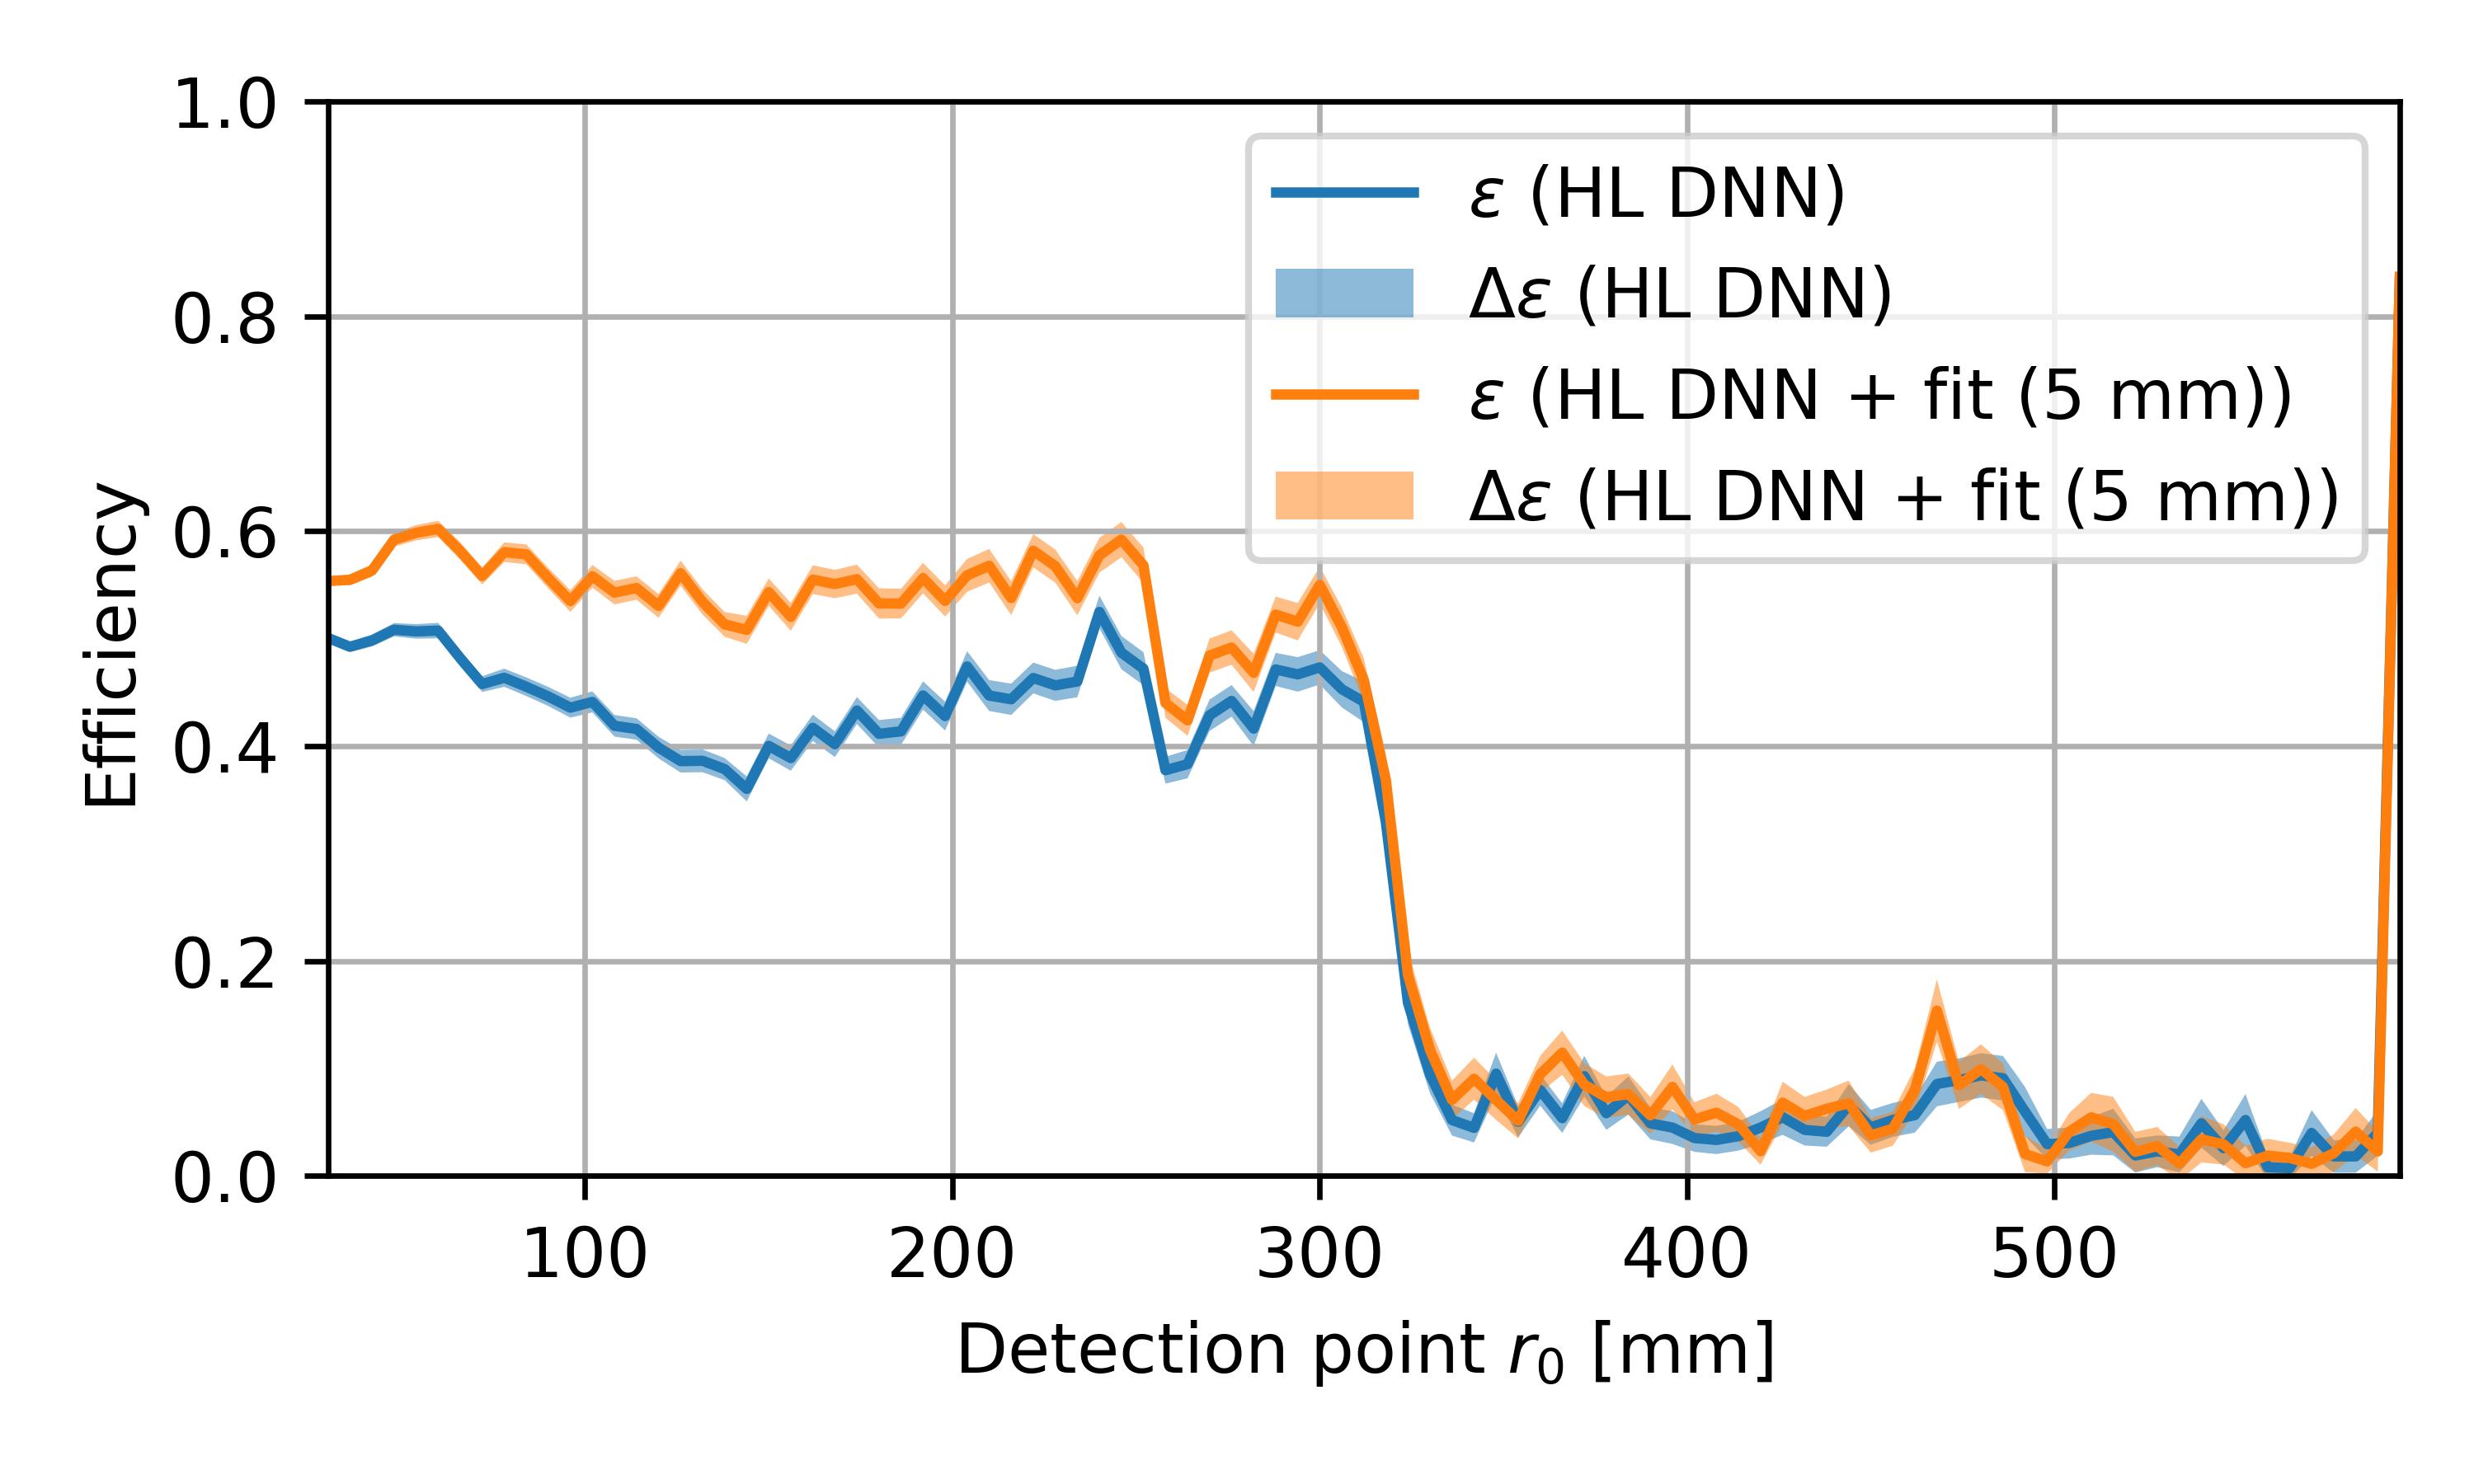 1.0
0.8
0.6
0.4
0.2
0.0
Efficiency
ε (HL DNN)
Δε (HL DNN)
ε (HL DNN + fit (5 mm))
Δε (HL DNN + fit (5 mm))
100 200 300 400 500
Detection point r₀ [mm]